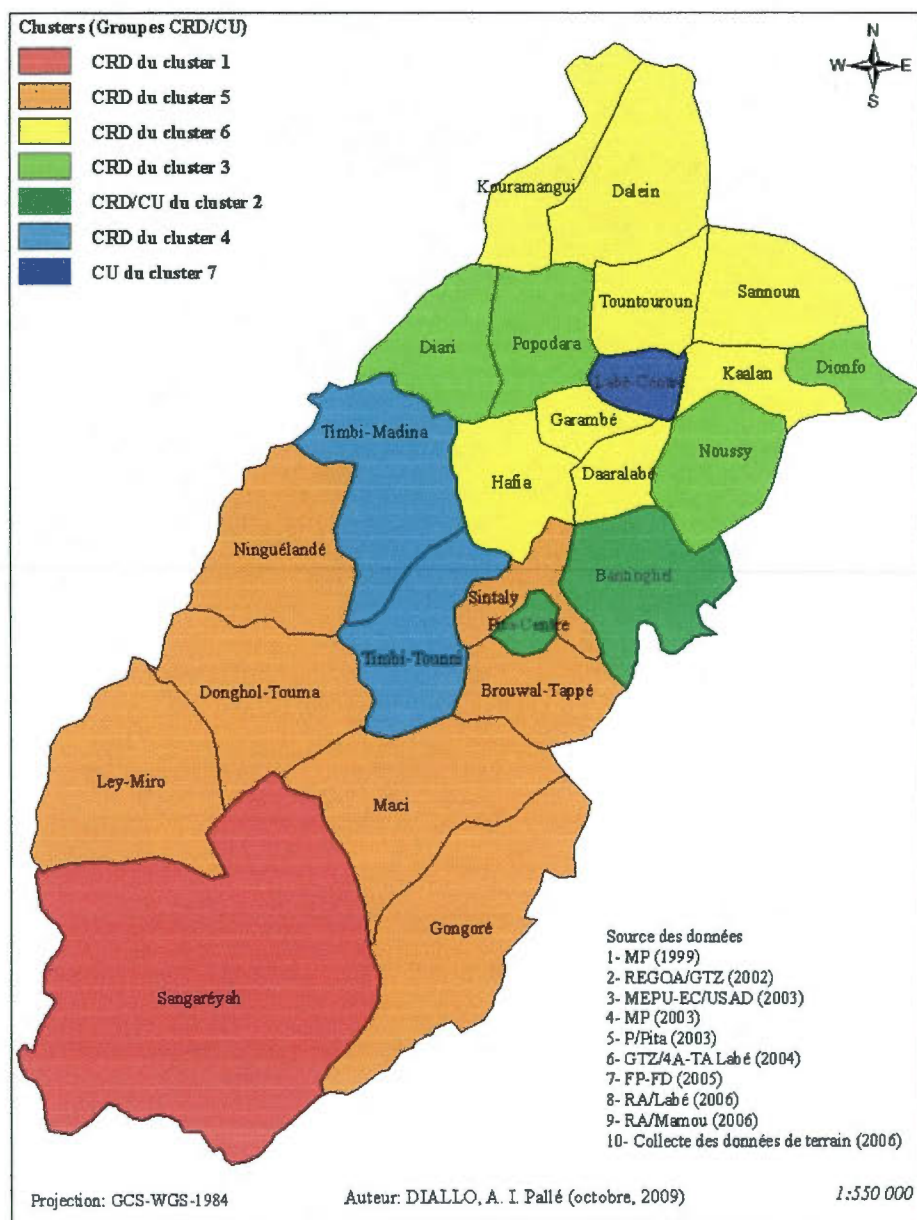 Clusters (Groupes CRD/CU)
CRD du cluster 1
CRD du cluster 5
CRD du cluster 6
CRD du cluster 3
CRD/CU du cluster 2
CRD du cluster 4
CU du cluster 7
N
W E
S
Kouramangui
Dalein
Tountouroun
Sannoun
Diari
Popodara
Labé-Centre
Kaalan
Dionfo
Timbi-Madina
Garambé
Hafia
Daaralabé
Noussy
Ninguélandé
Sintaly
Timbi-Tounni
Donghol-Touma
Brouwal-Tappé
Ley-Miro
Maci
Gongoré
Sangaréyah
Source des données
1- MP (1999)
2- REGOA/GTZ (2002)
3- MEPU-EC/USAD (2003)
4- MP (2003)
5- P/Pita (2003)
6- GTZ/4A-TA Labé (2004)
7- FP-FD (2005)
8- RA/Labé (2006)
9- RA/Mamou (2006)
10- Collecte des données de terrain (2006)
Projection: GCS-WGS-1984
Auteur: DIALLO, A. I. Pallé (octobre, 2009)
1:550 000